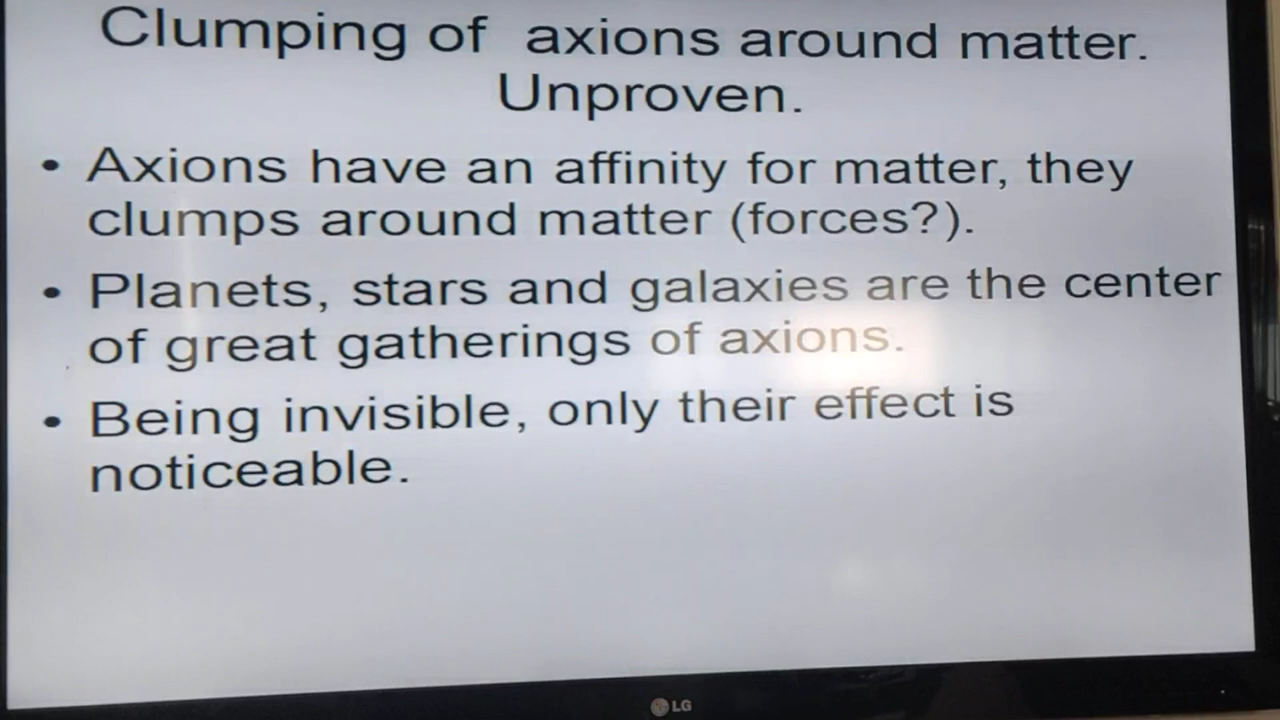 Clumping of axions around matter.
Unproven.
• Axions have an affinity for matter, they
clumps around matter (forces?).
• Planets, stars and galaxies are the center
of great gatherings of axions.
• Being invisible, only their effect is
noticeable.
LG